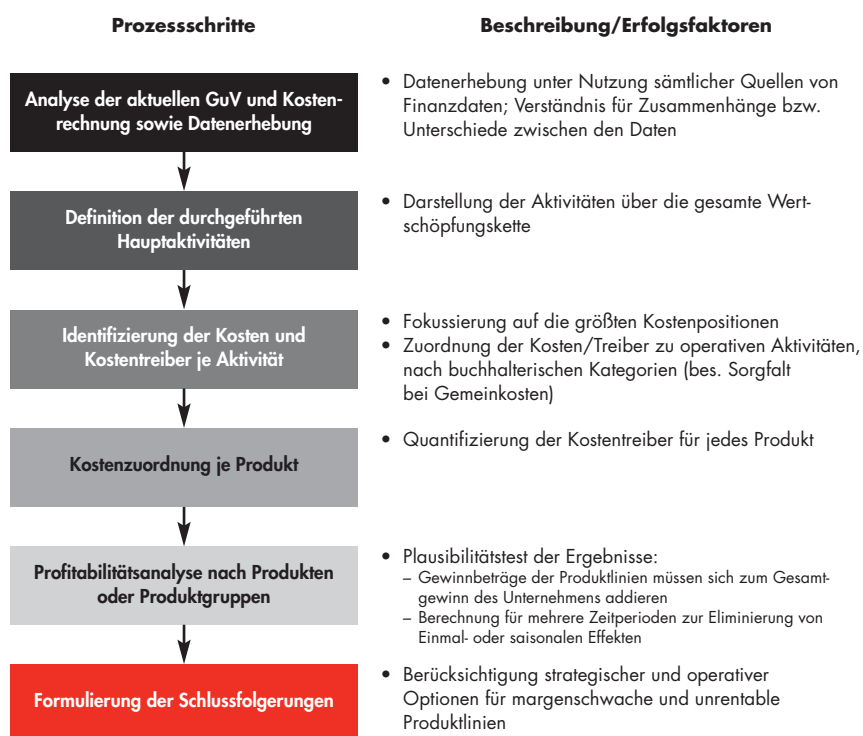 Prozessschritte
Beschreibung/Erfolgsfaktoren
Analyse der aktuellen GuV und Kosten-
rechnung sowie Datenerhebung
• Datenerhebung unter Nutzung sämtlicher Quellen von
Finanzdaten; Verständnis für Zusammenhänge bzw.
Unterschiede zwischen den Daten
Definition der durchgeführten
Hauptaktivitäten
• Darstellung der Aktivitäten über die gesamte Wert-
schöpfungskette
Identifizierung der Kosten und
Kostentreiber je Aktivität
• Fokussierung auf die größten Kostenpositionen
• Zuordnung der Kosten/Treiber zu operativen Aktivitäten,
nach buchhalterischen Kategorien (bes. Sorgfalt
bei Gemeinkosten)
Kostenzuordnung je Produkt
• Quantifizierung der Kostentreiber für jedes Produkt
Profitabilitätsanalyse nach Produkten
oder Produktgruppen
• Plausibilitätstest der Ergebnisse:
– Gewinnbeträge der Produktlinien müssen sich zum Gesamt-
gewinn des Unternehmens addieren
– Berechnung für mehrere Zeitperioden zur Eliminierung von
Einmal- oder saisonalen Effekten
Formulierung der Schlussfolgerungen
• Berücksichtigung strategischer und operativer
Optionen für margenschwache und unrentable
Produktlinien